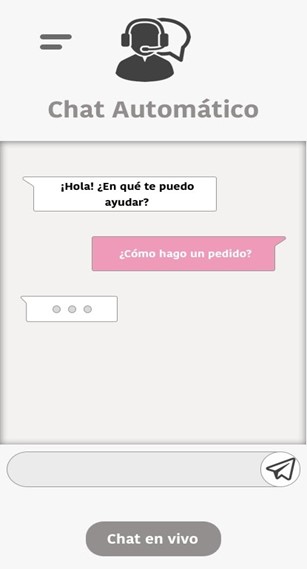 Chat Automático
¡Hola! ¿En qué te puedo
ayudar?
¿Cómo hago un pedido?
Chat en vivo